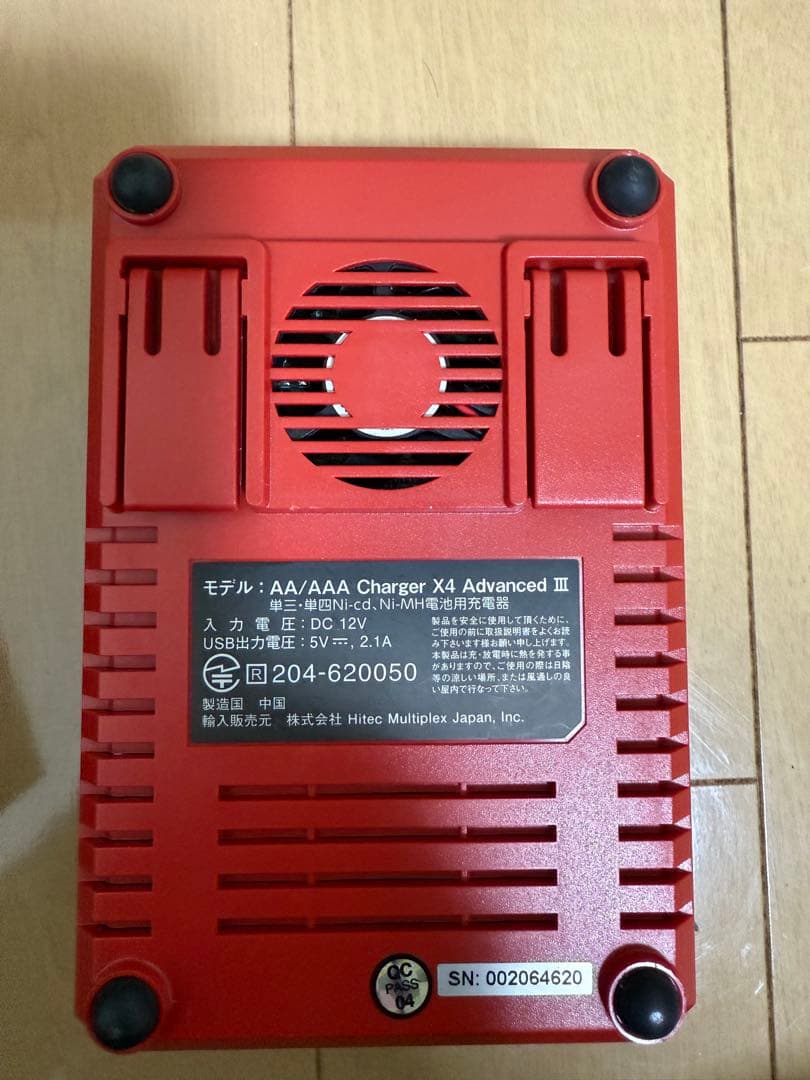 モデル：AA/AAA Charger X4 Advanced Ⅲ
単三・単四Ni-cd、Ni-MH電池用充電器
入力電圧：DC 12V
USB出力電圧：5V⎓, 2.1A
R 204-620050
製品を安全に使用して頂くために、
ご使用の前に取扱説明書をよくお読
み下さいます様お願い申し上げます。
本製品は充・放電時に熱を発する事
がありますので、ご使用の際は日陰
等の涼しい場所、または風通しの良
い屋内で行なって下さい。
製造国 中国
輸入販売元 株式会社 Hitec Multiplex Japan, Inc.
QC
PASS
04
SN: 002064620